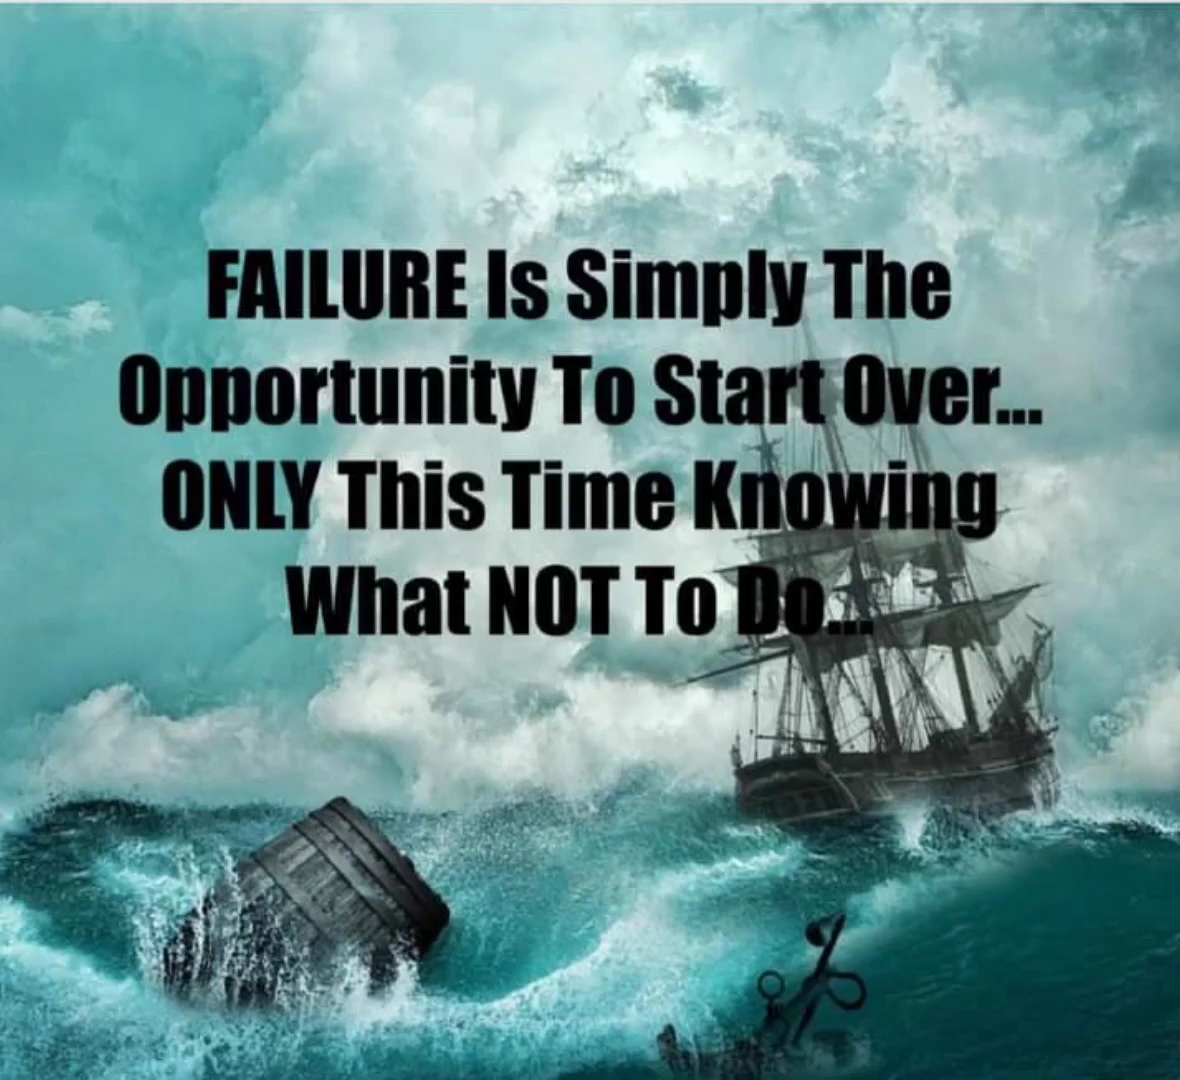 FAILURE Is Simply The
Opportunity To Start Over...
ONLY This Time Knowing
What NOT To Do...